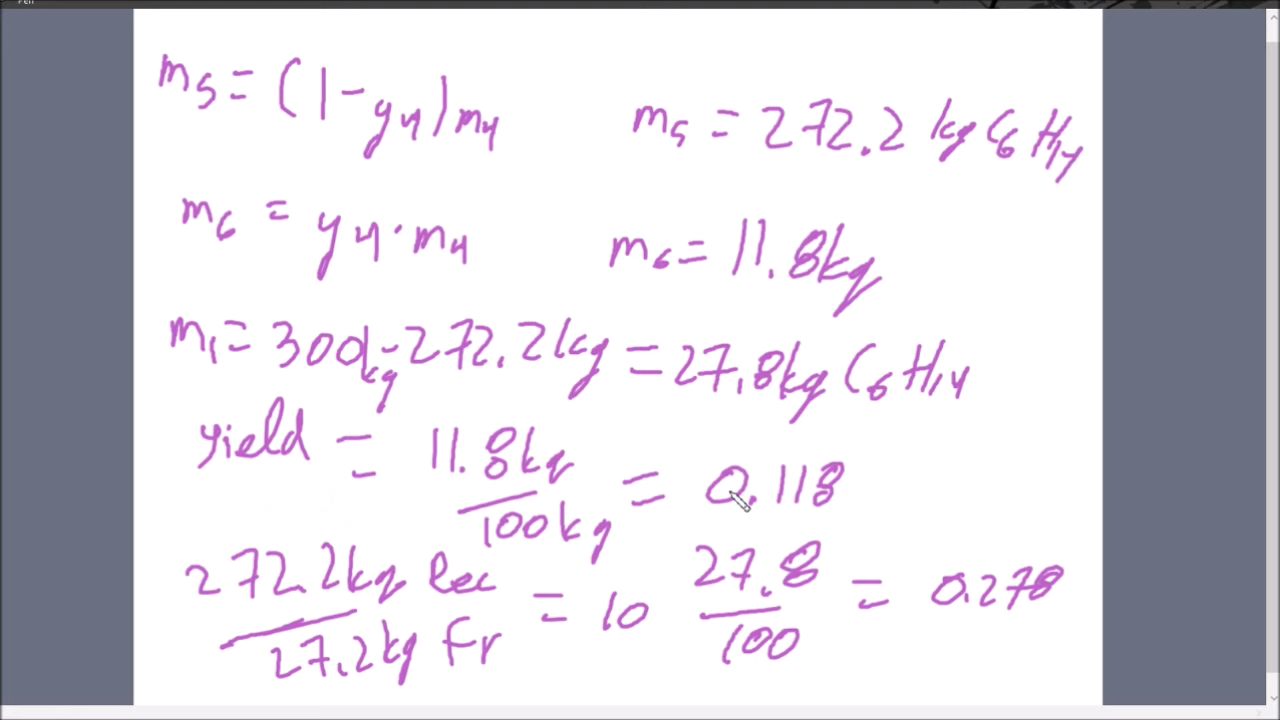 Pen
m5 = (1-y4)m4 m5 = 272.2 kg C6H14
m6 = y4·m4 m6 = 11.8kg
m1 = 300kg-272.2kg = 27.8kg C6H14
yield = 11.8kg/100kg = 0.118
272.2kg Rec/27.2kg Fr = 10 27.8/100 = 0.278